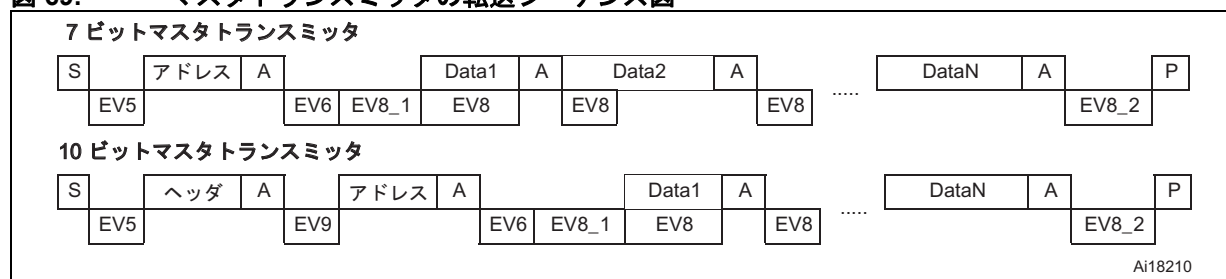 7 ビットマスタトランスミッタ
S アドレス A Data1 A Data2 A DataN A P
EV5 EV6 EV8_1 EV8 EV8 EV8 ..... EV8_2
10 ビットマスタトランスミッタ
S ヘッダ A アドレス A Data1 A DataN A P
EV5 EV9 EV6 EV8_1 EV8 EV8 ..... EV8_2
Ai18210